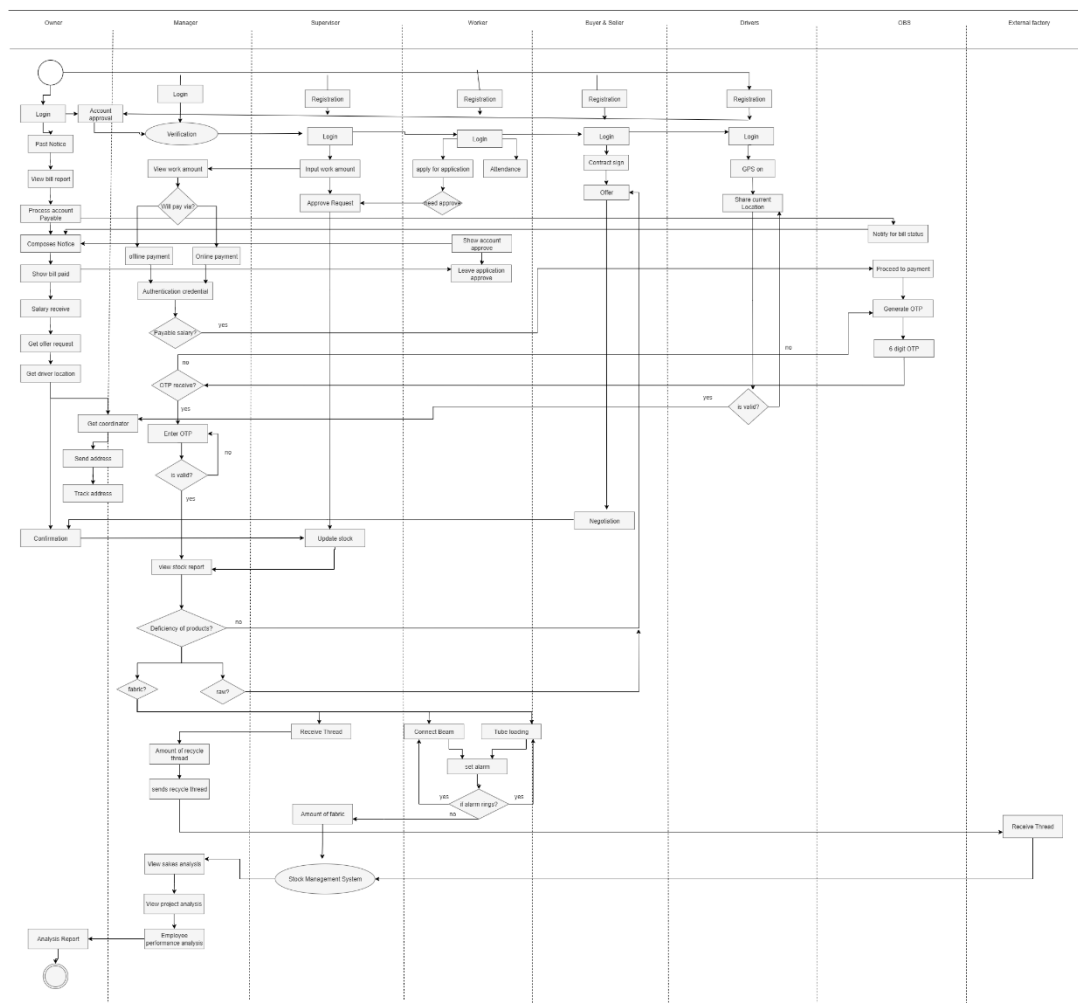 Owner
Manager
Supervisor
Worker
Buyer & Seller
Drivers
OBS
External factory
Login
Registration
Registration
Registration
Registration
Login
Account
approval
Verification
Login
Login
Login
Login
Past Notice
View work amount
Input work amount
apply for application
Attendance
Contract sign
GPS on
View bill report
Will pay via?
Approve Request
Need approve
Offer
Share current
Location
Process account
Payable
Notify for bill status
Composes Notice
offline payment
Online payment
Show account
approve
Show bill paid
Leave application
approve
Proceed to payment
Authentication credential
Salary receive
Payable salary?
yes
Generate OTP
Get offer request
no
no
6 digit OTP
Get driver location
OTP receive?
yes
yes
is valid?
Get coordinator
Enter OTP
no
Send address
is valid?
yes
Track address
Negotiation
Confirmation
Update stock
view stock report
Deficiency of products?
no
fabric?
raw?
Receive Thread
Connect Beam
Tube loading
Amount of recycle
thread
set alarm
sends recycle thread
yes
if alarm rings?
yes
no
Amount of fabric
Receive Thread
View sales analysis
Stock Management System
View project analysis
Analysis Report
Employee
performance analysis